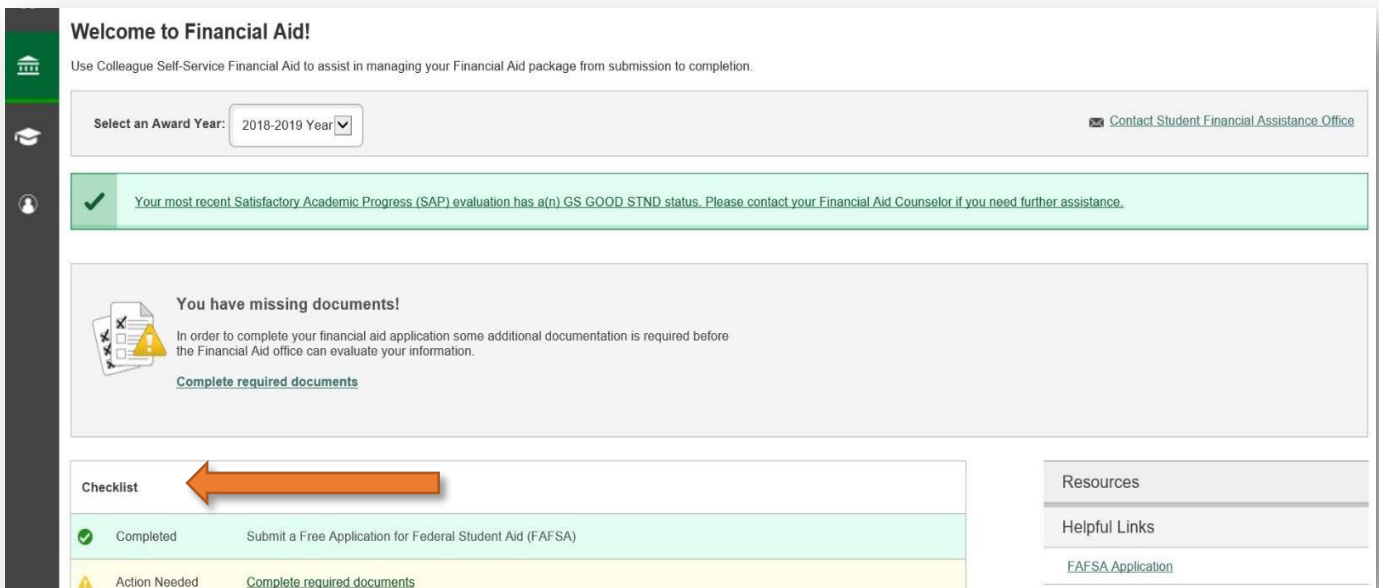 Welcome to Financial Aid!
Use Colleague Self-Service Financial Aid to assist in managing your Financial Aid package from submission to completion.
Select an Award Year: 2018-2019 Year
Contact Student Financial Assistance Office
Your most recent Satisfactory Academic Progress (SAP) evaluation has a(n) GS GOOD STND status. Please contact your Financial Aid Counselor if you need further assistance.
You have missing documents!
In order to complete your financial aid application some additional documentation is required before
the Financial Aid office can evaluate your information.
Complete required documents
Checklist
Completed Submit a Free Application for Federal Student Aid (FAFSA)
Action Needed Complete required documents
Resources
Helpful Links
FAFSA Application